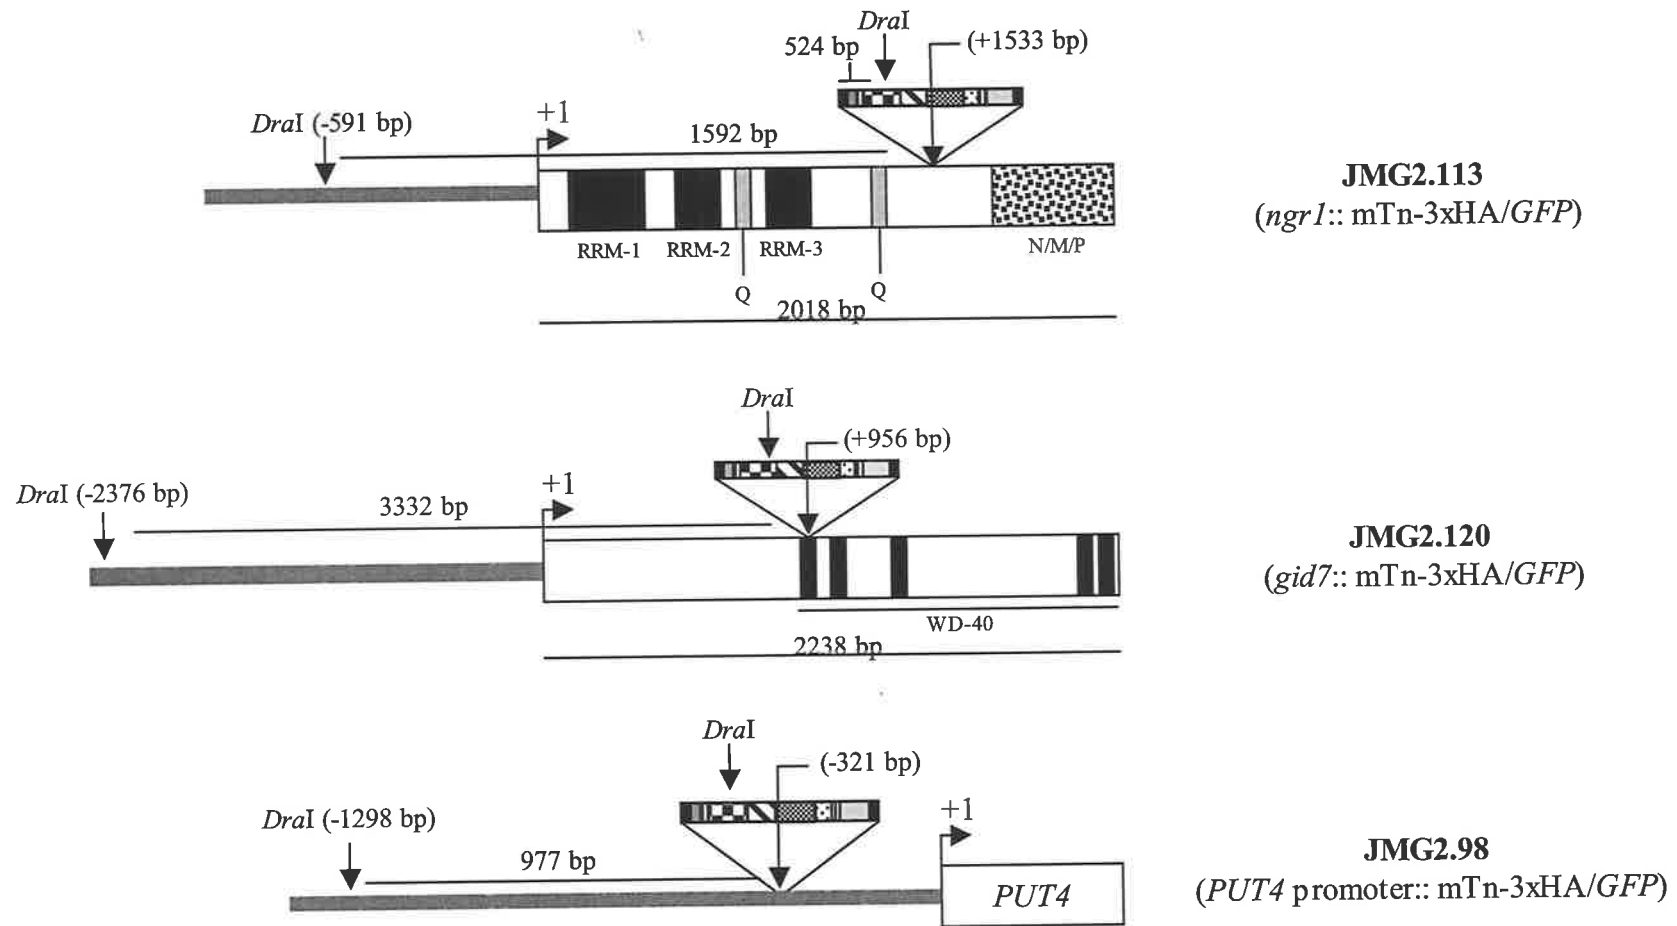 DraI
524 bp
(+1533 bp)
DraI (-591 bp)
+1
1592 bp
JMG2.113
(ngr1:: mTn-3xHA/GFP)
RRM-1
RRM-2
RRM-3
N/M/P
Q
Q
2018 bp
DraI
(+956 bp)
DraI (-2376 bp)
+1
3332 bp
JMG2.120
(gid7:: mTn-3xHA/GFP)
WD-40
2238 bp
DraI
(-321 bp)
DraI (-1298 bp)
+1
977 bp
JMG2.98
PUT4
(PUT4 promoter:: mTn-3xHA/GFP)